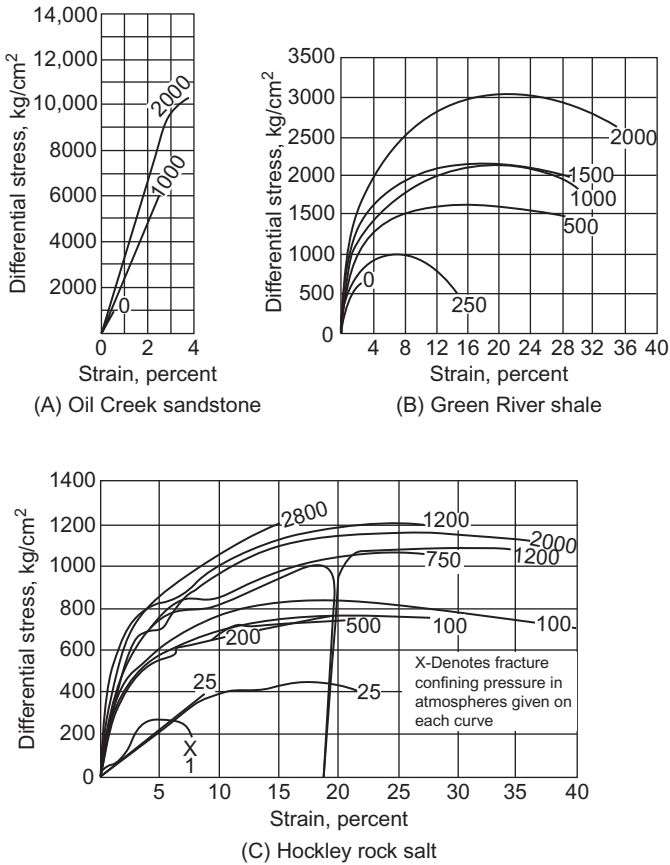 14,000
12,000
10,000
8000
6000
4000
2000
0
Differential stress, kg/cm²
2000
1000
0
0 2 4
Strain, percent
(A) Oil Creek sandstone
3500
3000
2500
2000
1500
1000
500
0
Differential stress, kg/cm²
2000
1500
1000
500
0
250
4 8 12 16 20 24 28 32 36 40
Strain, percent
(B) Green River shale
1400
1200
1000
800
600
400
200
0
Differential stress, kg/cm²
2800
1200
2000
1200
750
200
500
100
100
25
25
X
1
X-Denotes fracture
confining pressure in
atmospheres given on
each curve
5 10 15 20 25 30 35 40
Strain, percent
(C) Hockley rock salt